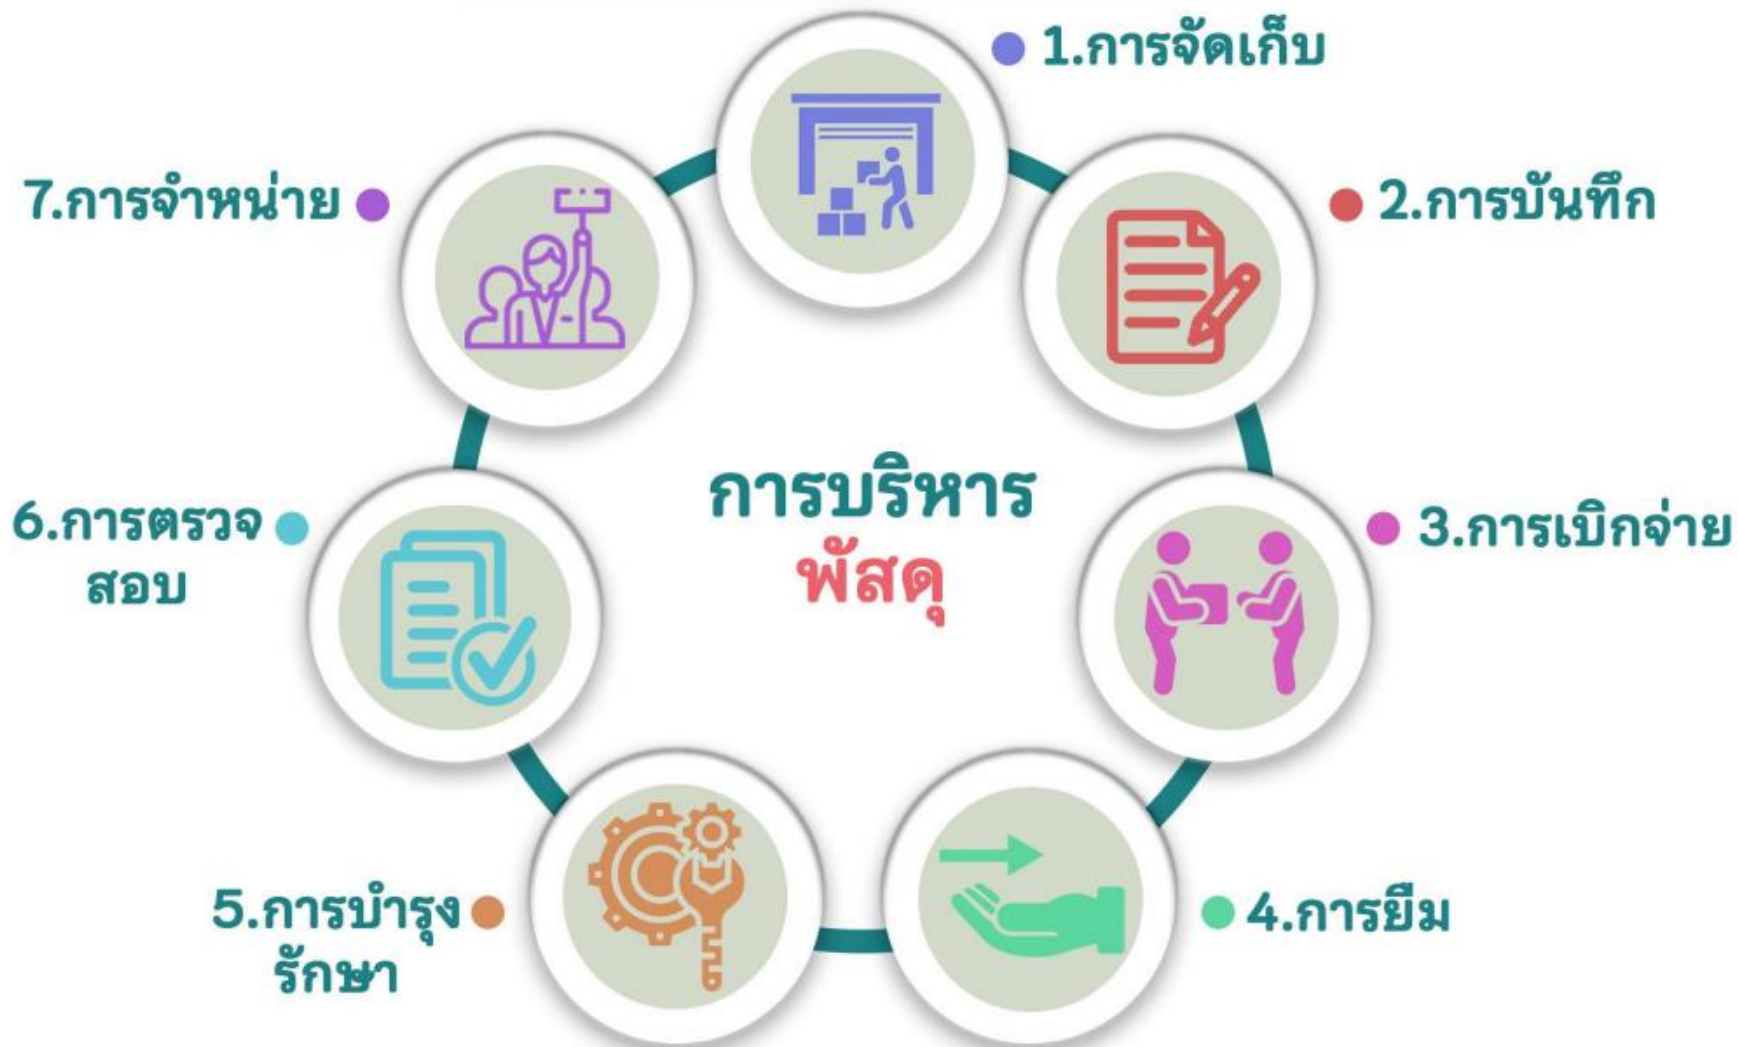 การบริหาร
พัสดุ
1.การจัดเก็บ
2.การบันทึก
3.การเบิกจ่าย
4.การยืม
5.การบำรุง
รักษา
6.การตรวจ
สอบ
7.การจำหน่าย